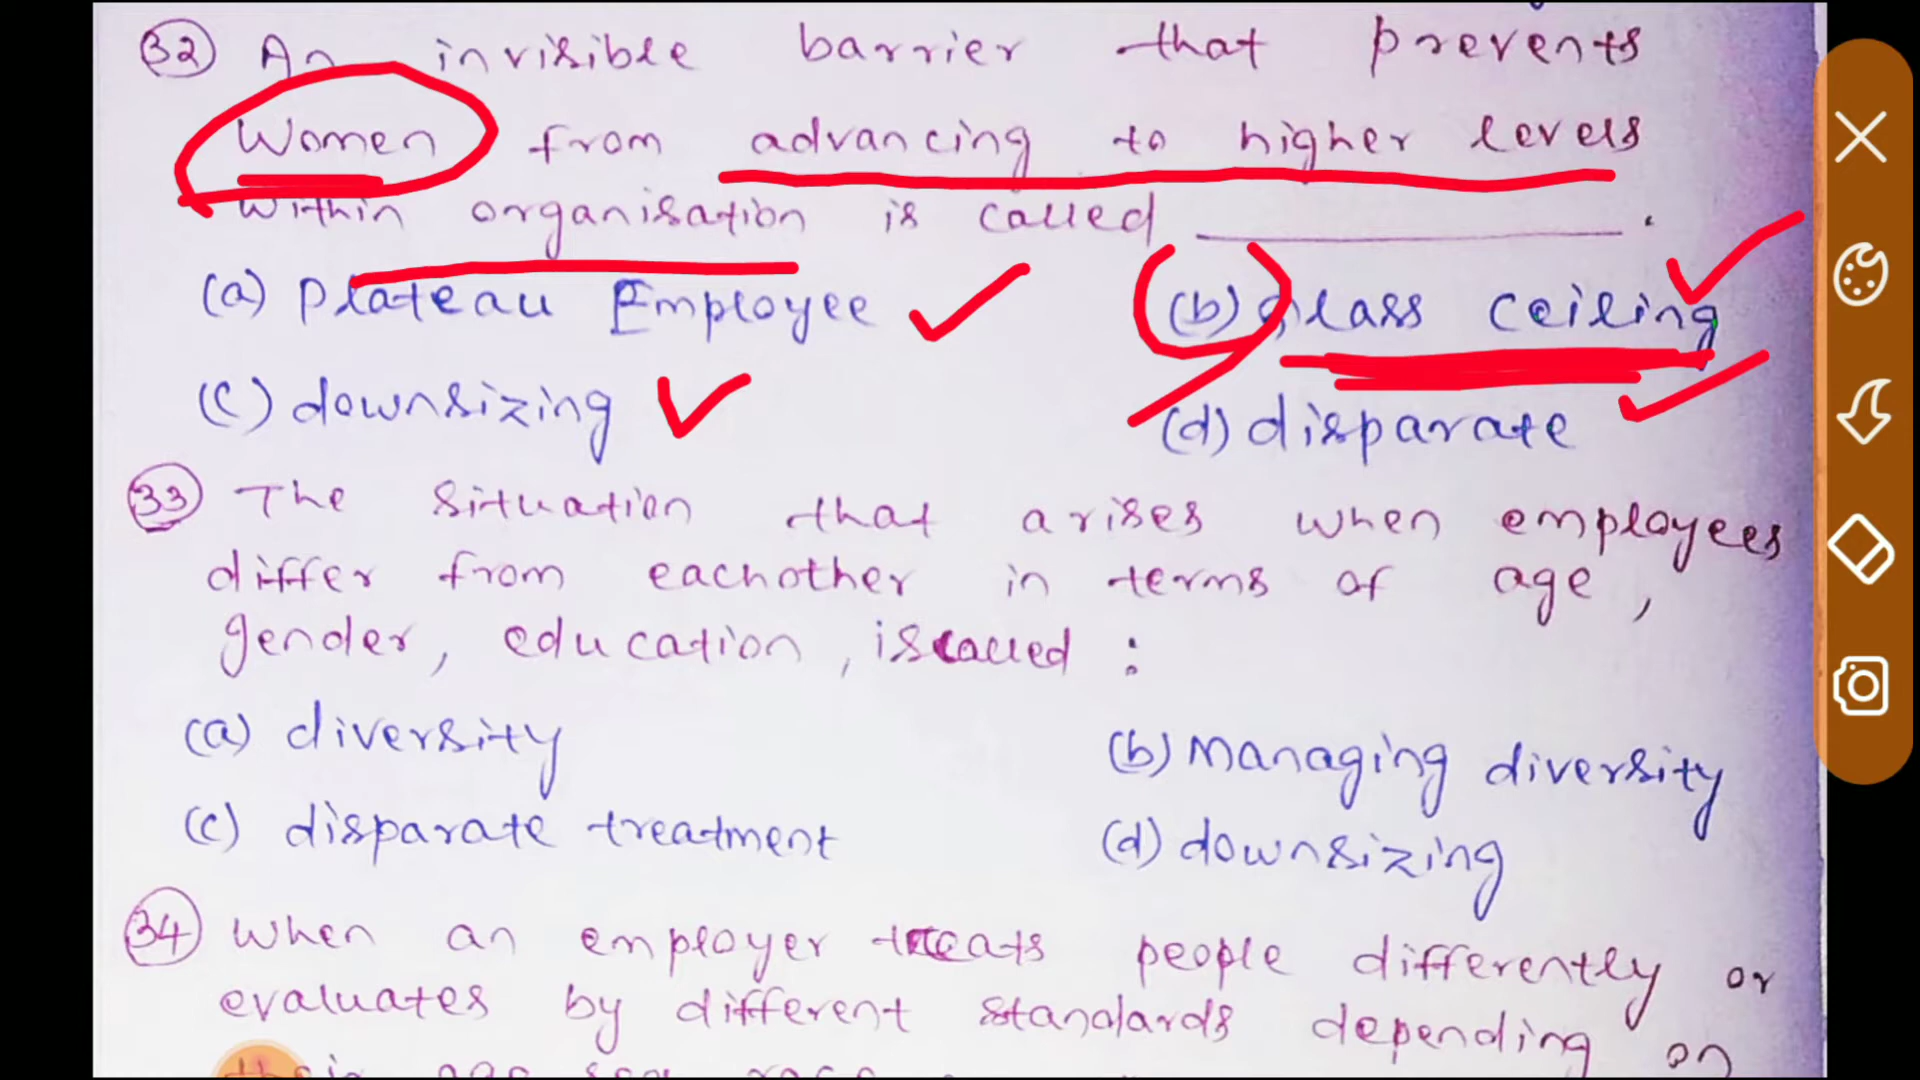 32 An invisible barrier that prevents
Women from advancing to higher levels
within organisation is called ________ .
(a) Plateau Employee (b) glass ceiling
(c) downsizing (d) disparate
33 The situation that arises when employees
differ from eachother in terms of age,
gender, education, is called :
(a) diversity (b) Managing diversity
(c) disparate treatment (d) downsizing
34 When an employer treats people differently or
evaluates by different standards depending on